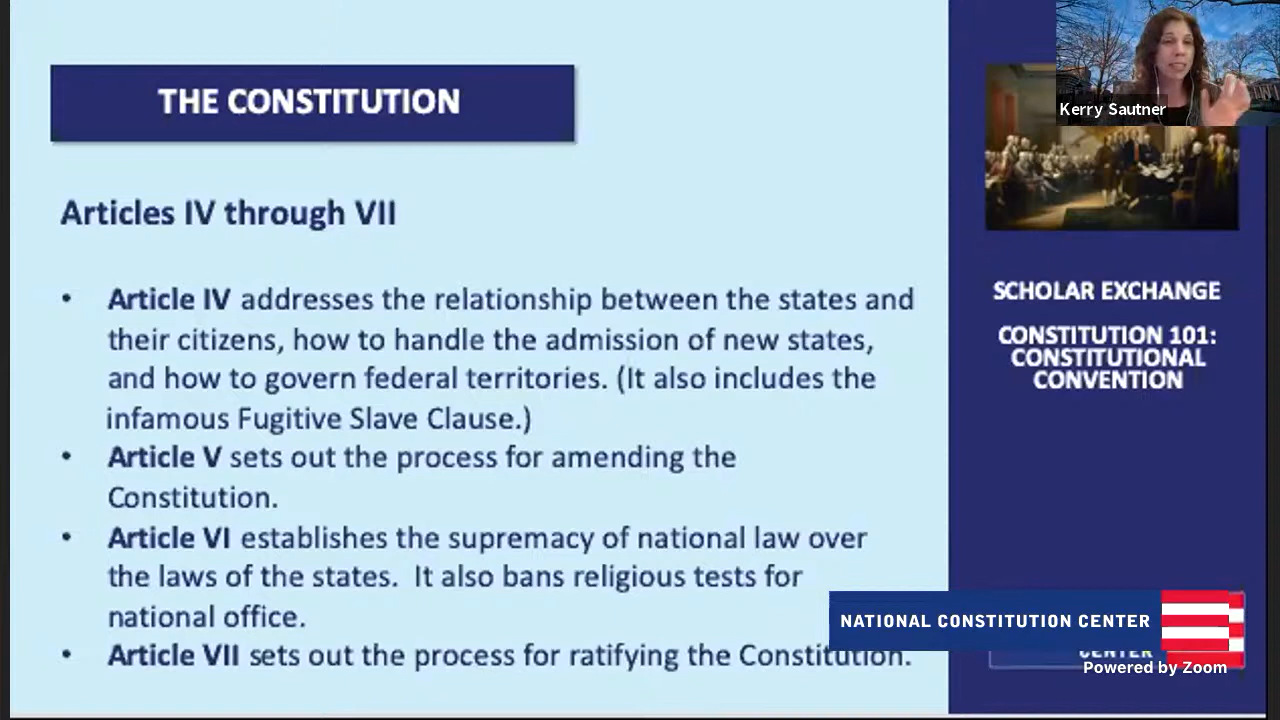 THE CONSTITUTION
Articles IV through VII
• Article IV addresses the relationship between the states and
their citizens, how to handle the admission of new states,
and how to govern federal territories. (It also includes the
infamous Fugitive Slave Clause.)
• Article V sets out the process for amending the
Constitution.
• Article VI establishes the supremacy of national law over
the laws of the states.  It also bans religious tests for
national office.
• Article VII sets out the process for ratifying the Constitution.
Kerry Sautner
SCHOLAR EXCHANGE
CONSTITUTION 101:
CONSTITUTIONAL
CONVENTION
NATIONAL CONSTITUTION CENTER
CENTER
Powered by Zoom